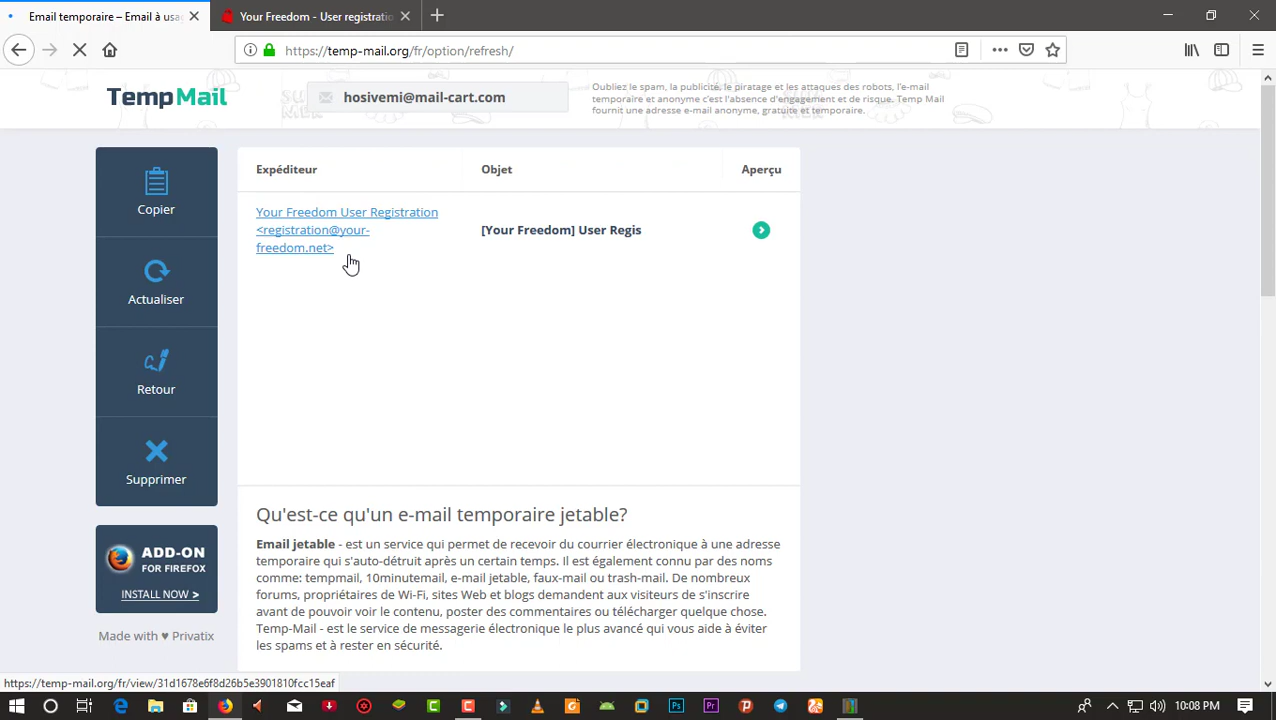 Email temporaire – Email à usa
Your Freedom - User registratio
https://temp-mail.org/fr/option/refresh/
TempMail
hosivemi@mail-cart.com
Oubliez le spam, la publicité, le piratage et les attaques des robots, l'e-mail
temporaire et anonyme c'est l'absence d'engagement et de risque. Temp Mail
fournit une adresse e-mail anonyme, gratuite et temporaire.
Copier
Actualiser
Retour
Supprimer
ADD-ON
FOR FIREFOX
INSTALL NOW >
Made with ♥ Privatix
Expéditeur
Objet
Aperçu
Your Freedom User Registration
<registration@your-
freedom.net>
[Your Freedom] User Regis
Qu'est-ce qu'un e-mail temporaire jetable?
Email jetable - est un service qui permet de recevoir du courrier électronique à une adresse
temporaire qui s'auto-détruit après un certain temps. Il est également connu par des noms
comme: tempmail, 10minutemail, e-mail jetable, faux-mail ou trash-mail. De nombreux
forums, propriétaires de Wi-Fi, sites Web et blogs demandent aux visiteurs de s'inscrire
avant de pouvoir voir le contenu, poster des commentaires ou télécharger quelque chose.
Temp-Mail - est le service de messagerie électronique le plus avancé qui vous aide à éviter
les spams et à rester en sécurité.
https://temp-mail.org/fr/view/31d1678e6f8d26b5e3901810fcc15eaf
Ps
Pr
10:08 PM